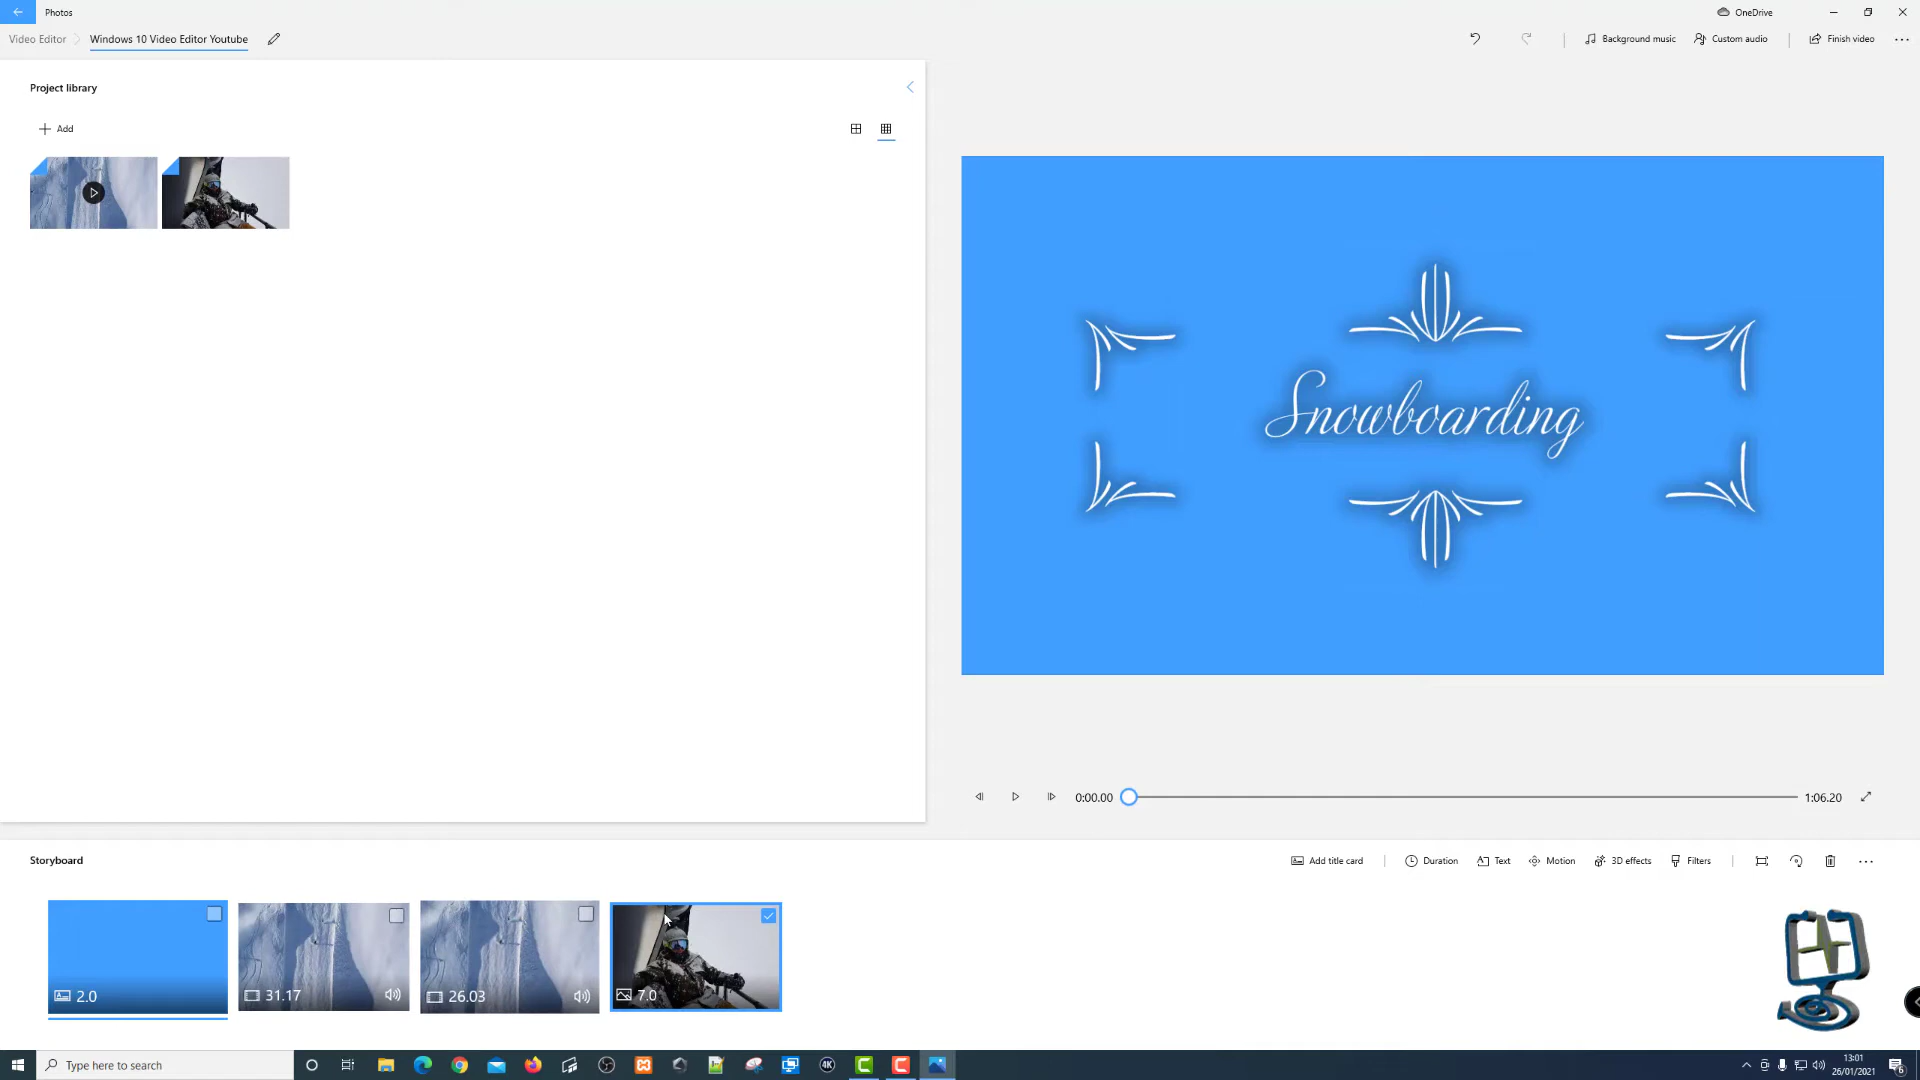 Photos
OneDrive
Video Editor
Windows 10 Video Editor Youtube
Background music
Custom audio
Finish video
Project library
Add
Snowboarding
0:00.00
1:06.20
Storyboard
Add title card
Duration
Text
Motion
3D effects
Filters
2.0
31.17
26.03
7.0
Type here to search
4K
13:01
26/01/2021
6